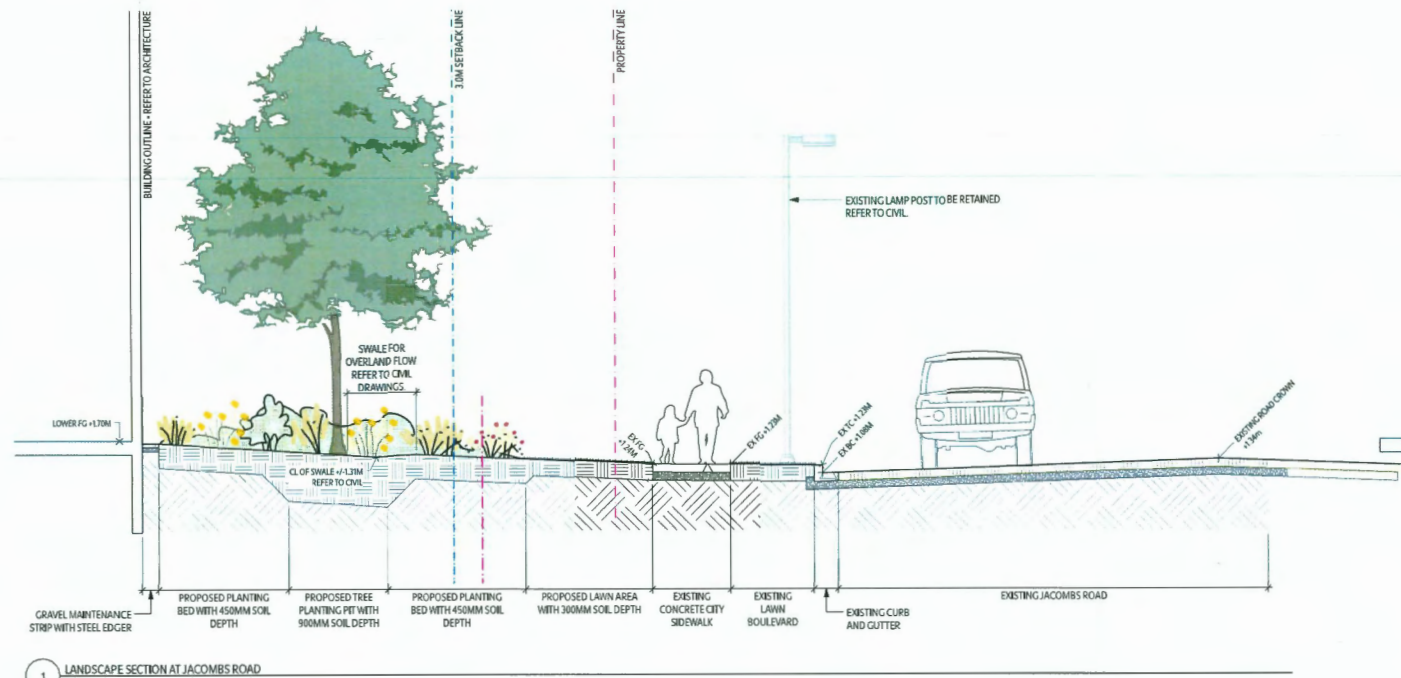 BUILDING OUTLINE - REFER TO ARCHITECTURE
3.0M SETBACK LINE
PROPERTY LINE
EXISTING LAMP POST TO BE RETAINED
REFER TO CIVIL.
SWALE FOR
OVERLAND FLOW
REFER TO CIVIL
DRAWINGS
LOWER FG +1.70M
CL OF SWALE +/-1.31M
REFER TO CIVIL
EX FG
+1.24M
EX FG +1.23M
EX TC +1.23M
EX BC +1.08M
EXISTING ROAD CROWN
+1.34m
GRAVEL MAINTENANCE
STRIP WITH STEEL EDGER
PROPOSED PLANTING
BED WITH 450MM SOIL
DEPTH
PROPOSED TREE
PLANTING PIT WITH
900MM SOIL DEPTH
PROPOSED PLANTING
BED WITH 450MM SOIL
DEPTH
PROPOSED LAWN AREA
WITH 300MM SOIL DEPTH
EXISTING
CONCRETE CITY
SIDEWALK
EXISTING
LAWN
BOULEVARD
EXISTING CURB
AND GUTTER
EXISTING JACOMBS ROAD
1
LANDSCAPE SECTION AT JACOMBS ROAD